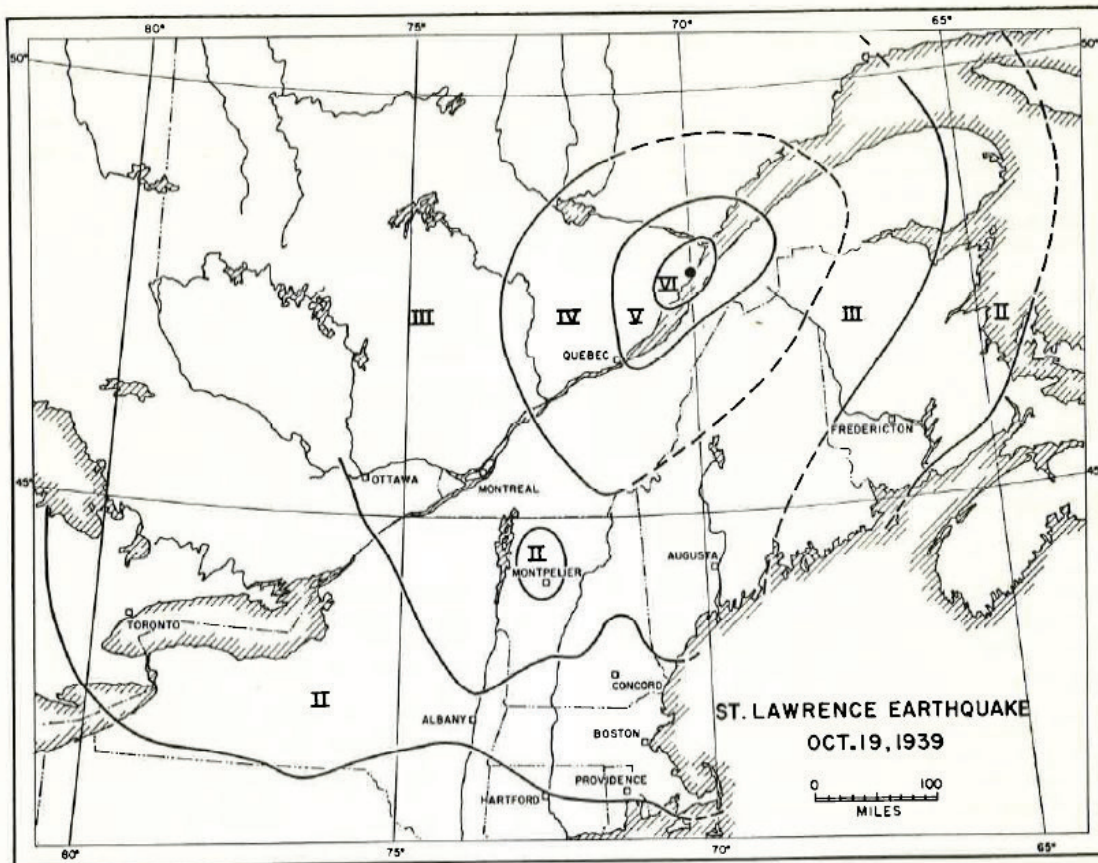 80°
75°
70°
65°
50°
50°
VI
III
IV
V
III
II
QUEBEC
FREDERICTON
45°
OTTAWA
MONTREAL
45°
II
AUGUSTA
MONTPELIER
TORONTO
II
CONCORD
ALBANY
ST. LAWRENCE EARTHQUAKE
BOSTON
OCT. 19, 1939
PROVIDENCE
HARTFORD
0 100
MILES
80°
75°
70°
65°